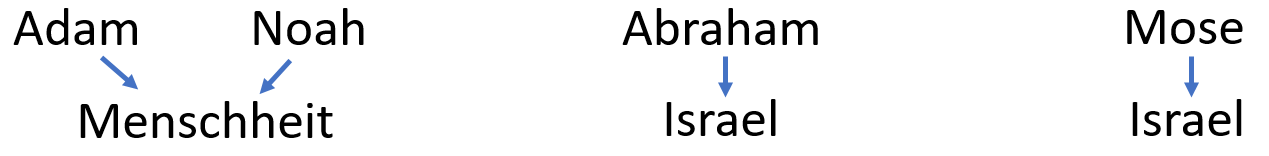 Adam Noah Abraham Mose
Menschheit Israel Israel